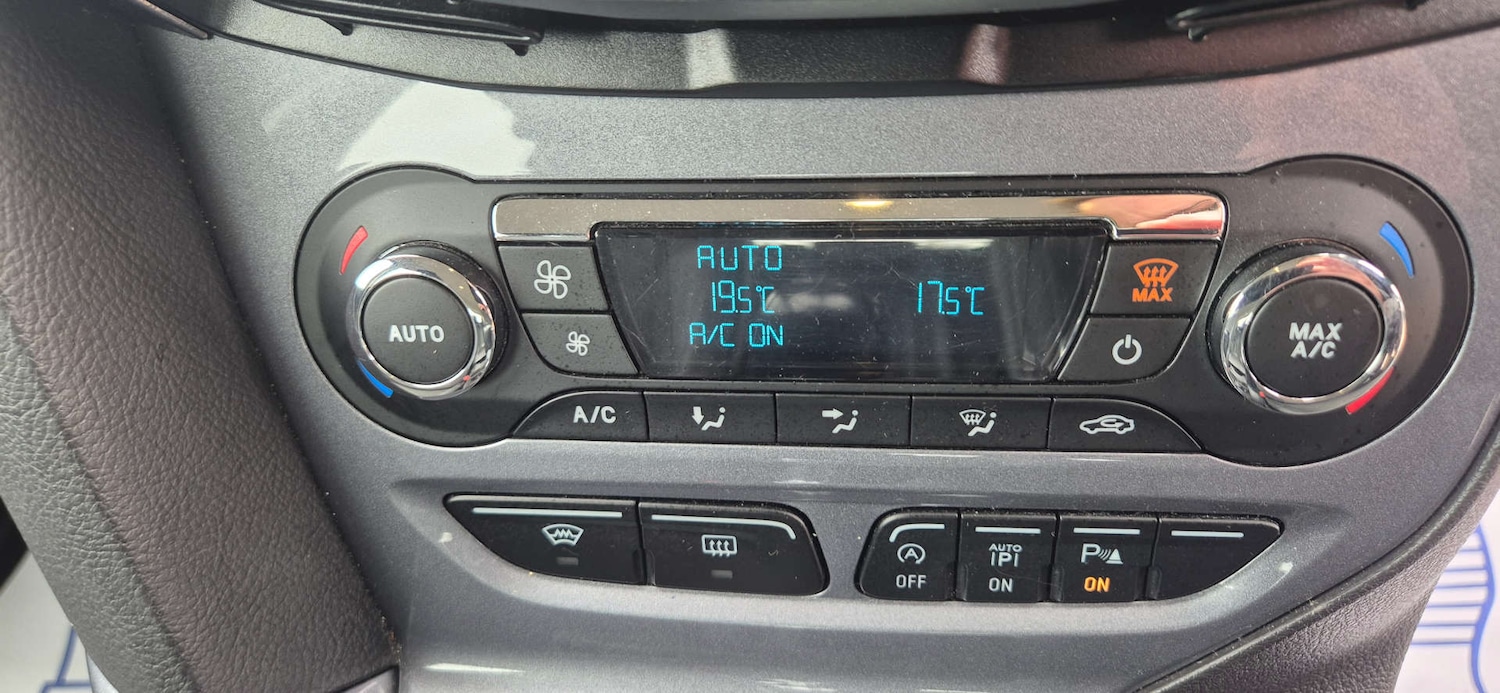 AUTO
AUTO
19.5°C
17.5°C
A/C ON
MAX
MAX
A/C
A/C
A
OFF
AUTO
P
ON
P
ON